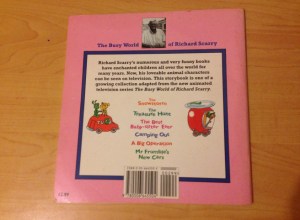 The Busy World of Richard Scarry
Richard Scarry's numerous and very funny books
have enchanted children all over the world for
many years. Now, his loveable animal characters
can be seen on television. This storybook is one of a
growing collection adapted from the new animated
television series The Busy World of Richard Scarry.
The
Snowstorm
The
Treasure Hunt
The Best
Baby-sitter Ever
Camping Out
A Big Operation
Mr Frumble's
New Cars